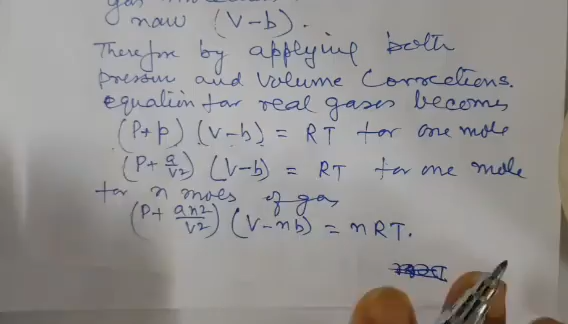 now (V-b).
Therefore by applying both
pressure and volume Corrections.
equation for real gases becomes
(P+p) (V-b) = RT for one mole
(P+ a/V2) (V-b) = RT for one mole
for n moles of gas
(P+ an2/V2) (V-nb) = nRT.